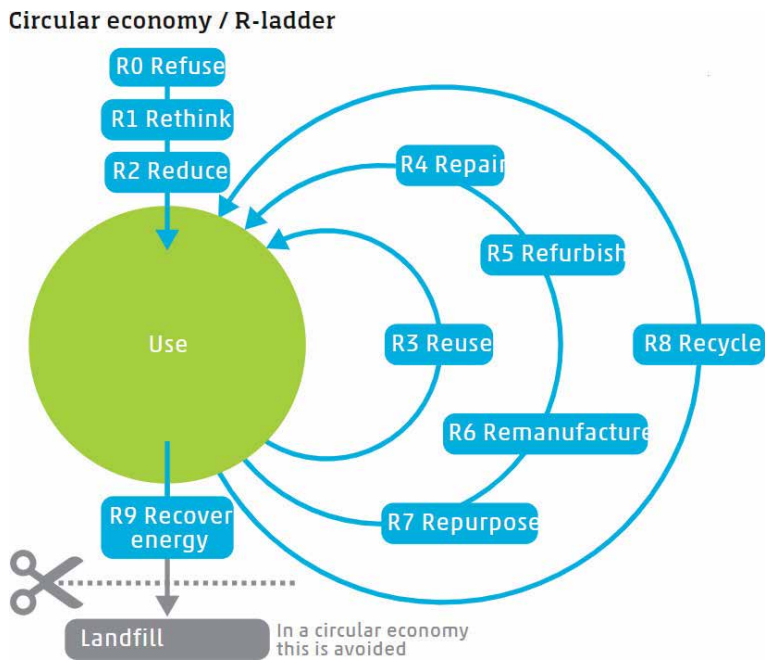 Circular economy / R-ladder
R0 Refuse
R1 Rethink
R2 Reduce
R4 Repair
R5 Refurbish
Use
R3 Reuse
R8 Recycle
R6 Remanufacture
R7 Repurpose
R9 Recover
energy
Landfill
In a circular economy
this is avoided